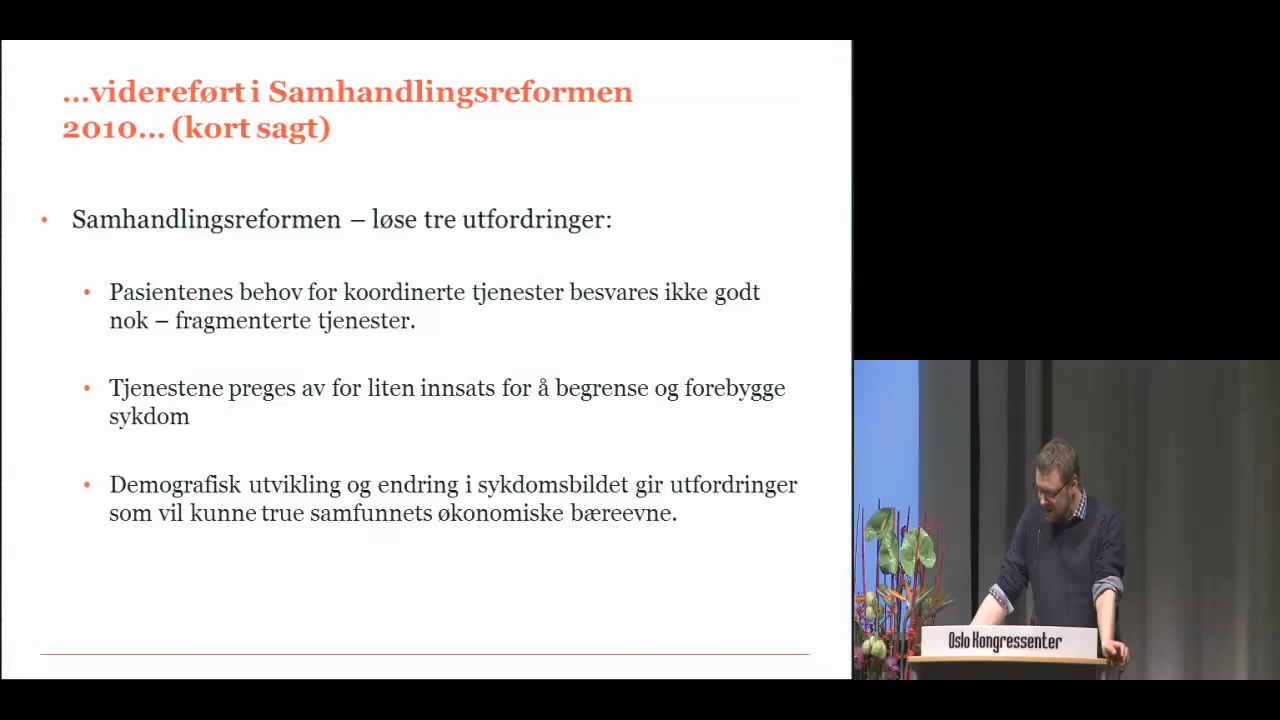 ...videreført i Samhandlingsreformen
2010... (kort sagt)
• Samhandlingsreformen – løse tre utfordringer:
• Pasientenes behov for koordinerte tjenester besvares ikke godt
nok – fragmenterte tjenester.
• Tjenestene preges av for liten innsats for å begrense og forebygge
sykdom
• Demografisk utvikling og endring i sykdomsbildet gir utfordringer
som vil kunne true samfunnets økonomiske bæreevne.
Oslo Kongressenter